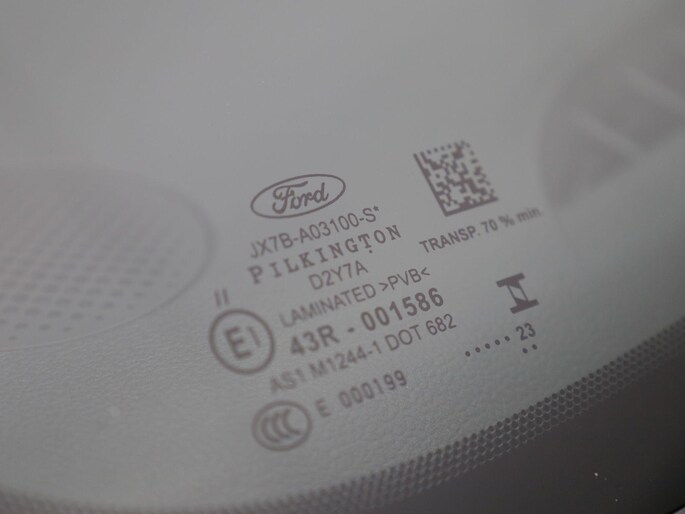 Ford
JX7B-A03100-S*
PILKINGTON
TRANSP. 70 % min
D2Y7A
LAMINATED >PVB<
II
E1
43R - 001586
AS1 M1244-1 DOT 682
..... 23
..
CCC E 000199